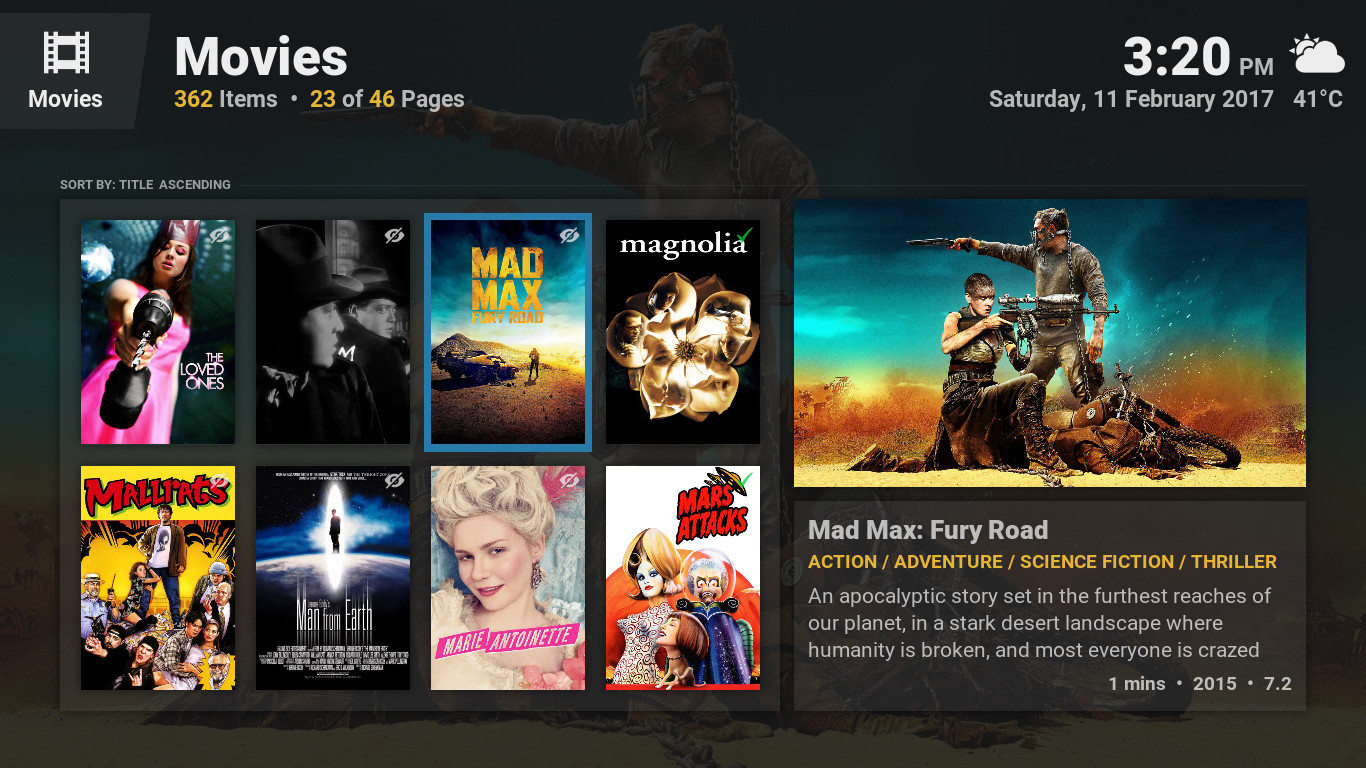 Movies
Movies
362 Items • 23 of 46 Pages
3:20 PM
Saturday, 11 February 2017 41°C
SORT BY: TITLE ASCENDING
THE
LOVED
ONES
M
MAD
MAX
FURY ROAD
magnolia
MALLRATS
Man from Earth
MARIE ANTOINETTE
MARS
ATTACKS
Mad Max: Fury Road
ACTION / ADVENTURE / SCIENCE FICTION / THRILLER
An apocalyptic story set in the furthest reaches of
our planet, in a stark desert landscape where
humanity is broken, and most everyone is crazed
1 mins • 2015 • 7.2